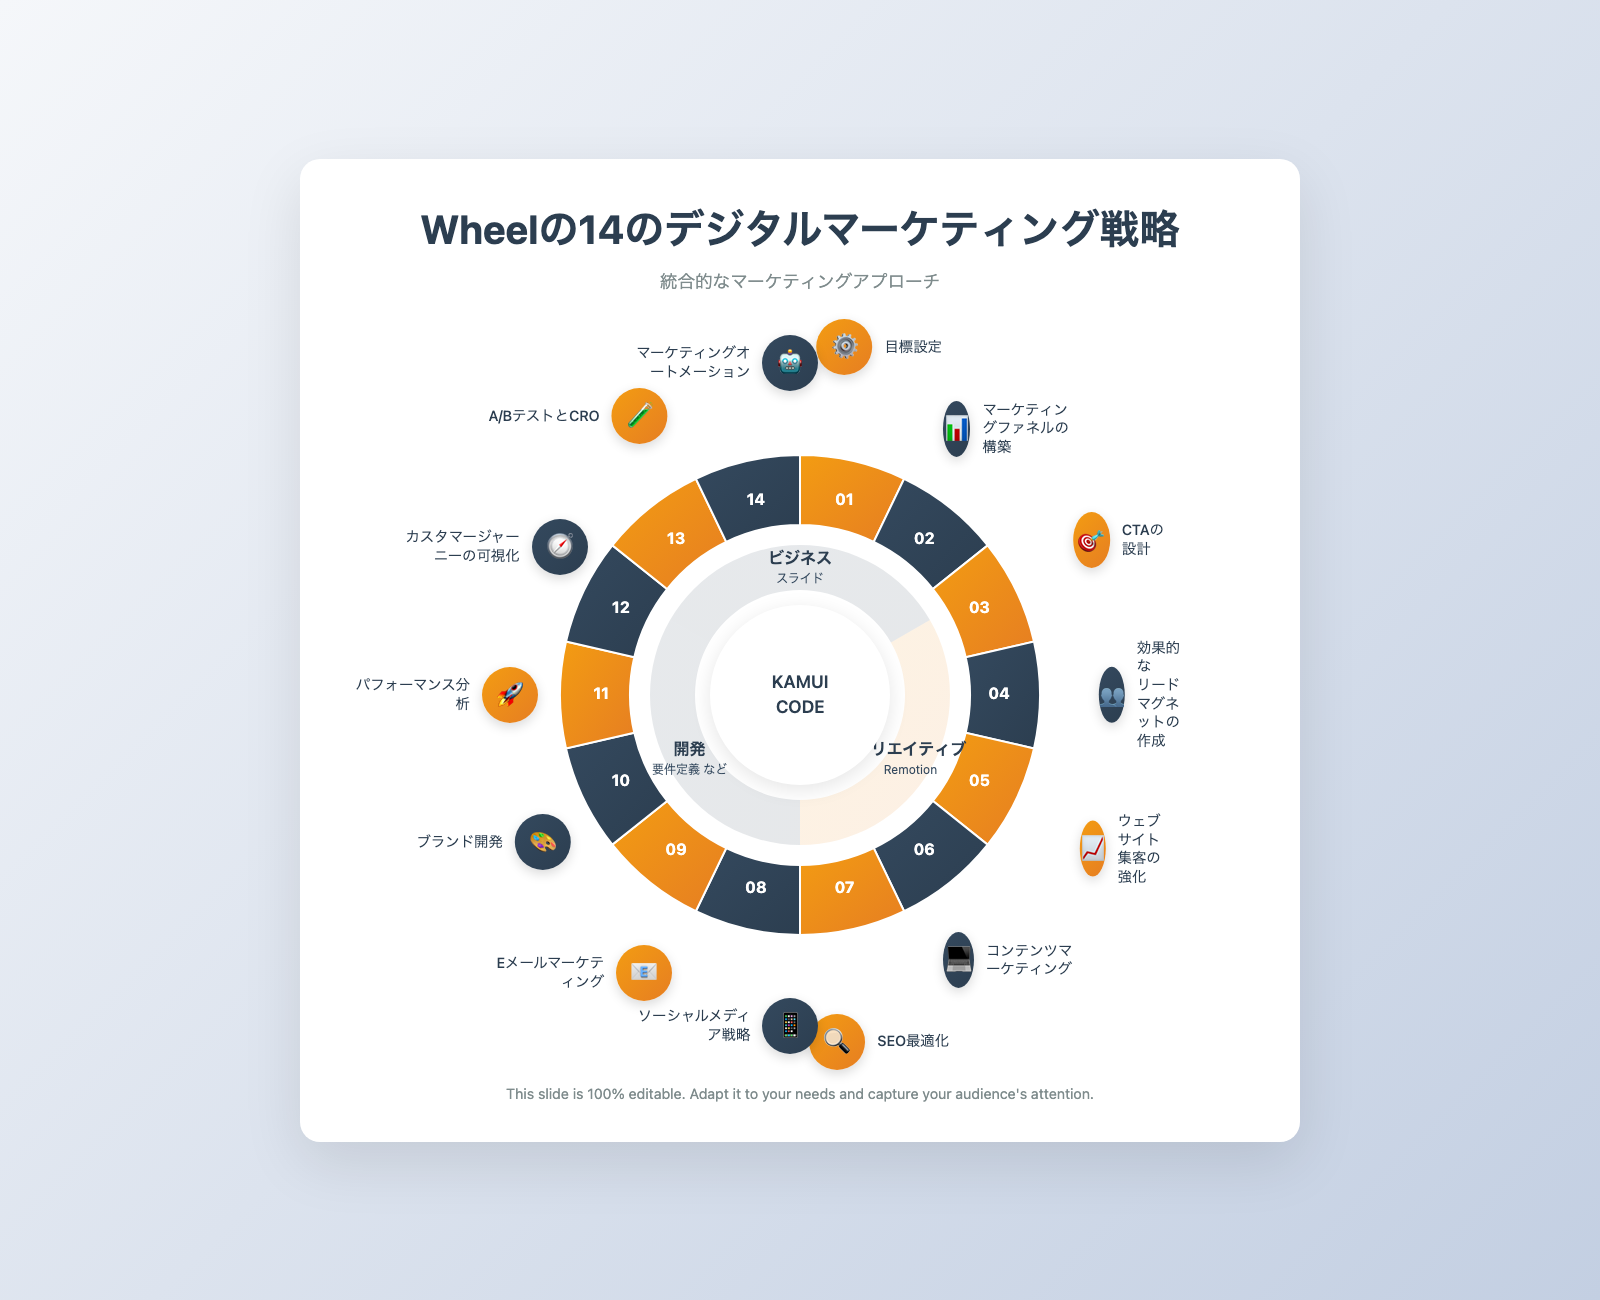 Wheelの14のデジタルマーケティング戦略
統合的なマーケティングアプローチ
マーケティングオ
ートメーション
目標設定
A/BテストとCRO
マーケティン
グファネルの
構築
カスタマージャー
ニーの可視化
CTAの
設計
パフォーマンス分
析
効果的
な
リード
マグネ
ットの
作成
ブランド開発
ウェブ
サイト
集客の
強化
Eメールマーケテ
ィング
コンテンツマ
ーケティング
ソーシャルメディ
ア戦略
SEO最適化
01
02
03
04
05
06
07
08
09
10
11
12
13
14
ビジネス
スライド
KAMUI
CODE
開発
要件定義 など
リエイティブ
Remotion
This slide is 100% editable. Adapt it to your needs and capture your audience's attention.